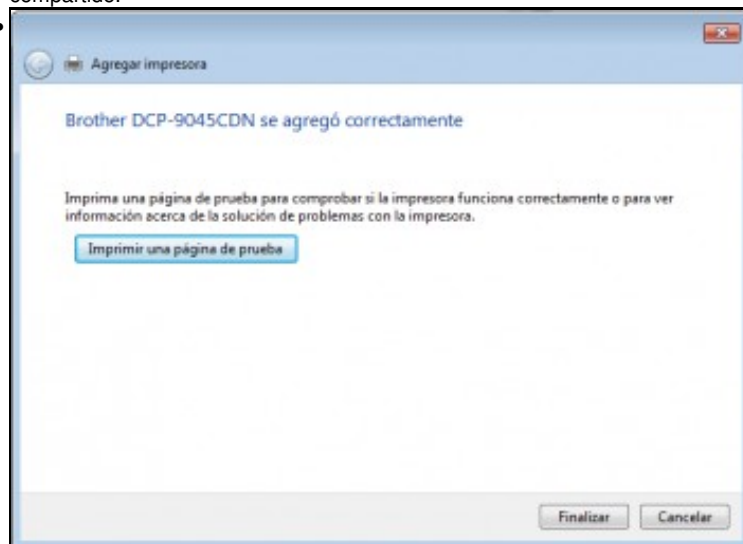 compartido.
Agregar impresora
Brother DCP-9045CDN se agregó correctamente
Imprima una página de prueba para comprobar si la impresora funciona correctamente o para ver
información acerca de la solución de problemas con la impresora.
Imprimir una página de prueba
Finalizar Cancelar